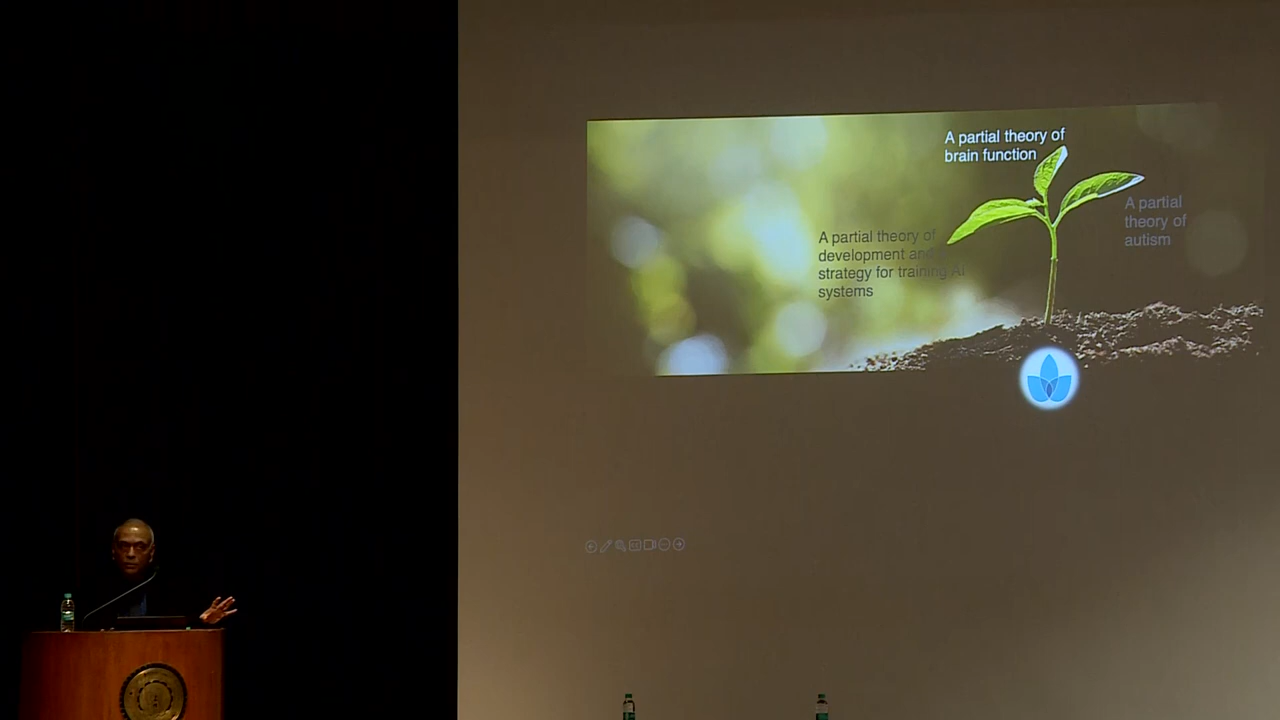 A partial theory of
brain function
A partial
theory of
autism
A partial theory of
development and a
strategy for training AI
systems